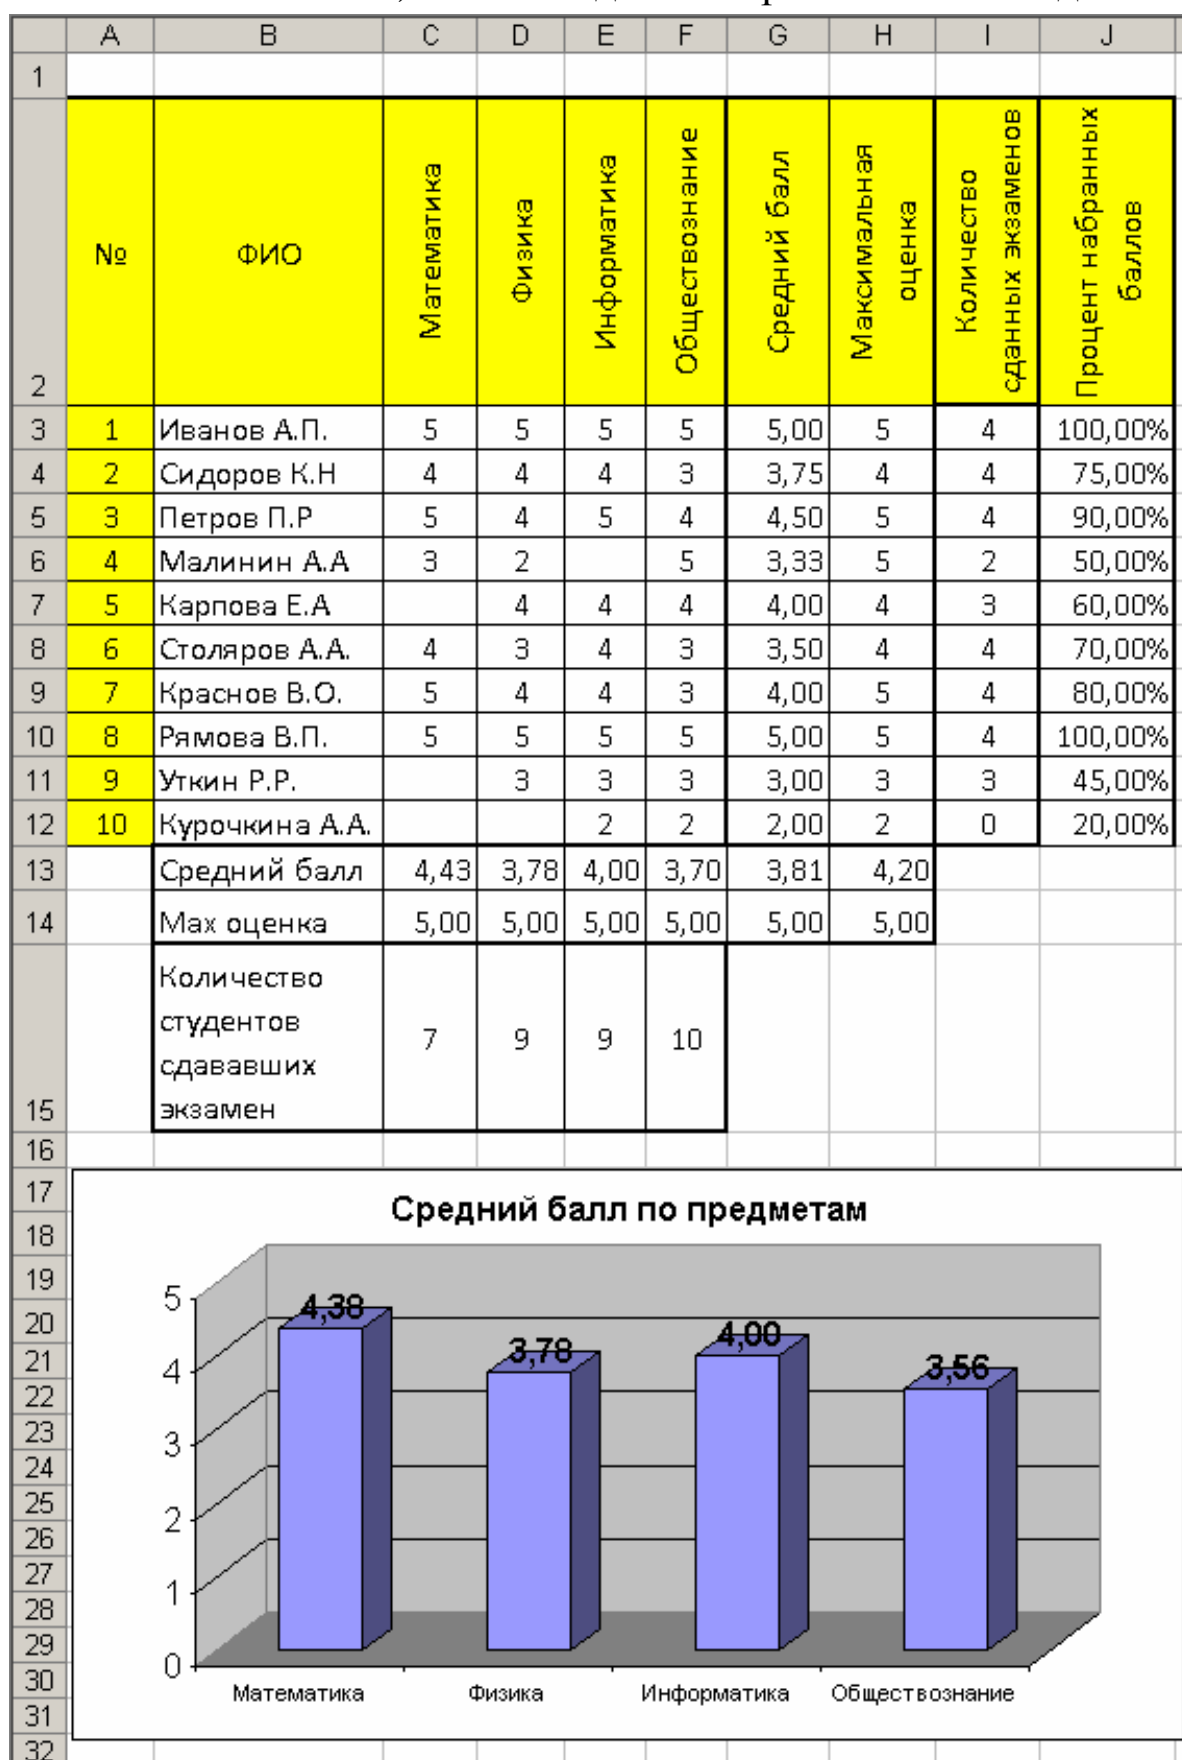 A B C D E F G H I J
1
2 № ФИО Математика Физика Информатика Обществознание Средний балл Максимальная оценка Количество сданных экзаменов Процент набранных баллов
3 1 Иванов А.П. 5 5 5 5 5,00 5 4 100,00%
4 2 Сидоров К.Н 4 4 4 3 3,75 4 4 75,00%
5 3 Петров П.Р 5 4 5 4 4,50 5 4 90,00%
6 4 Малинин А.А 3 2 5 3,33 5 2 50,00%
7 5 Карпова Е.А 4 4 4 4,00 4 3 60,00%
8 6 Столяров А.А. 4 3 4 3 3,50 4 4 70,00%
9 7 Краснов В.О. 5 4 4 3 4,00 5 4 80,00%
10 8 Рямова В.П. 5 5 5 5 5,00 5 4 100,00%
11 9 Уткин Р.Р. 3 3 3 3,00 3 3 45,00%
12 10 Курочкина А.А. 2 2 2,00 2 0 20,00%
13 Средний балл 4,43 3,78 4,00 3,70 3,81 4,20
14 Мах оценка 5,00 5,00 5,00 5,00 5,00 5,00
Количество
студентов
сдававших
15 экзамен 7 9 9 10
16
17
Средний балл по предметам
18
19
20
21
22
23
24
25
26
27
28
29
30
31
32
5
4
3
2
1
0
4,38 3,78 4,00 3,56
Математика Физика Информатика Обществознание